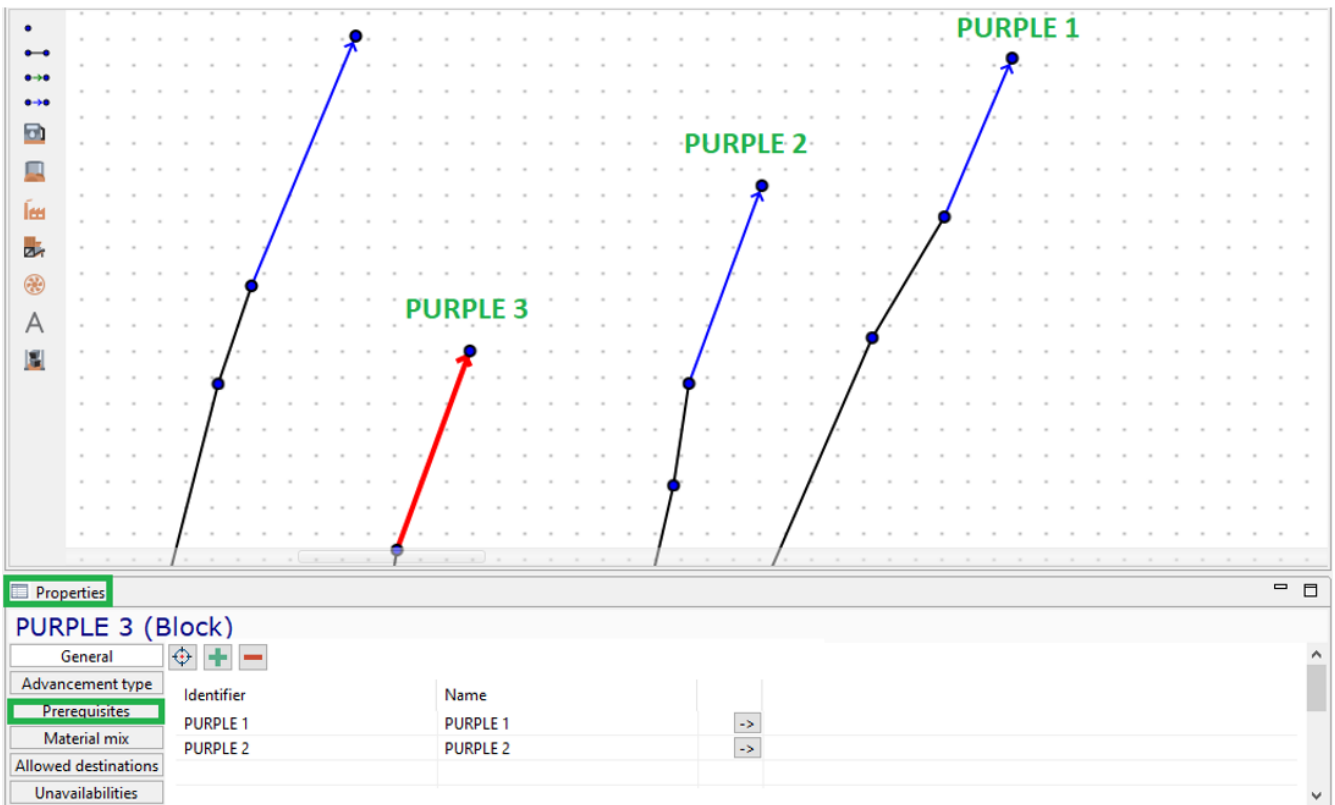 PURPLE 1
PURPLE 2
PURPLE 3
A
Properties
PURPLE 3 (Block)
General
Advancement type
Prerequisites
Material mix
Allowed destinations
Unavailabilities
Identifier Name
PURPLE 1 PURPLE 1 ->
PURPLE 2 PURPLE 2 ->